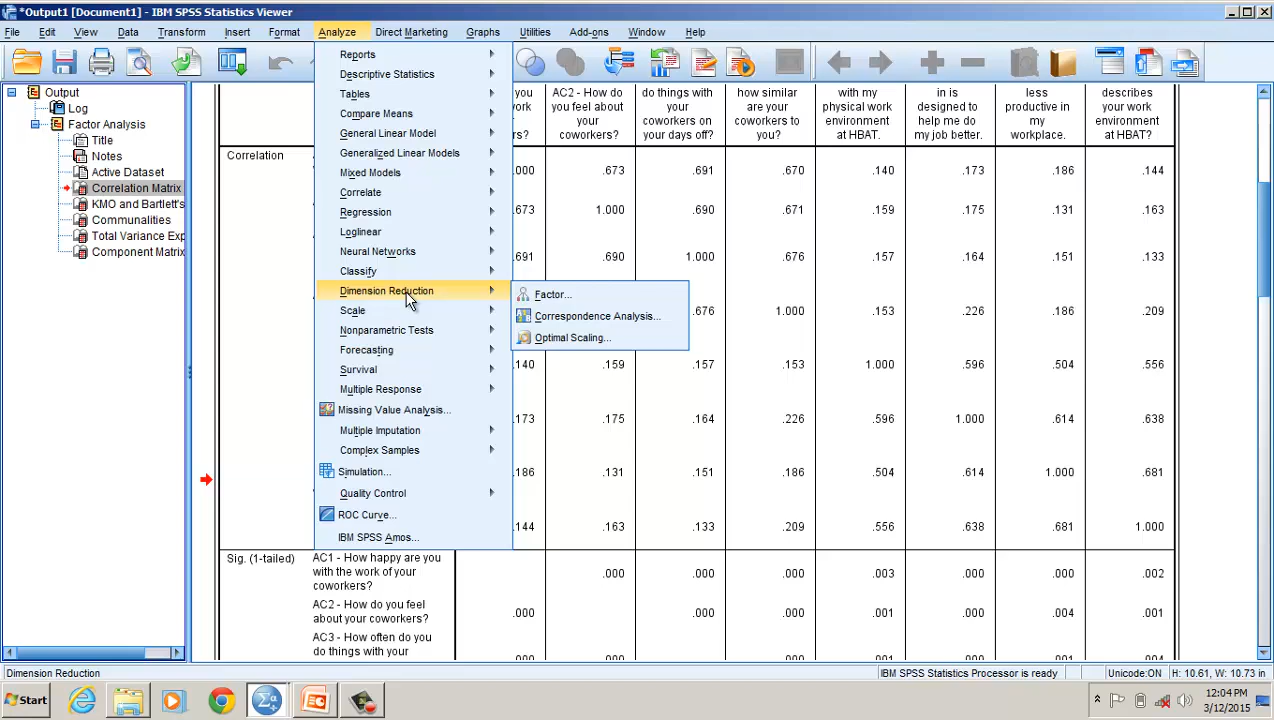 *Output1 [Document1] - IBM SPSS Statistics Viewer
File Edit View Data Transform Insert Format Analyze Direct Marketing Graphs Utilities Add-ons Window Help
Output
Log
Factor Analysis
Title
Notes
Active Dataset
Correlation Matrix
KMO and Bartlett's
Communalities
Total Variance Exp
Component Matrix
Reports
Descriptive Statistics
Tables
Compare Means
General Linear Model
Generalized Linear Models
Mixed Models
Correlate
Regression
Loglinear
Neural Networks
Classify
Dimension Reduction
Scale
Nonparametric Tests
Forecasting
Survival
Multiple Response
Missing Value Analysis...
Multiple Imputation
Complex Samples
Simulation...
Quality Control
ROC Curve...
IBM SPSS Amos...
Factor...
Correspondence Analysis...
Optimal Scaling...
you AC2 - How do do things with how similar with my in is less describes
work you feel about your are your physical work designed to productive in your work
rs? your coworkers on coworkers to environment help me do my environment
coworkers? your days off? you? at HBAT. my job better. workplace. at HBAT?
Correlation .000 .673 .691 .670 .140 .173 .186 .144
.673 1.000 .690 .671 .159 .175 .131 .163
.691 .690 1.000 .676 .157 .164 .151 .133
.676 1.000 .153 .226 .186 .209
.140 .159 .157 .153 1.000 .596 .504 .556
.173 .175 .164 .226 .596 1.000 .614 .638
.186 .131 .151 .186 .504 .614 1.000 .681
.144 .163 .133 .209 .556 .638 .681 1.000
Sig. (1-tailed) AC1 - How happy are you
with the work of your
coworkers?
.000 .000 .000 .003 .000 .000 .002
AC2 - How do you feel
about your coworkers?
.000 .000 .000 .001 .000 .004 .001
AC3 - How often do you
do things with your
Dimension Reduction
IBM SPSS Statistics Processor is ready
Unicode:ON
H: 10.61, W: 10.73 in
Start
12:04 PM
3/12/2015